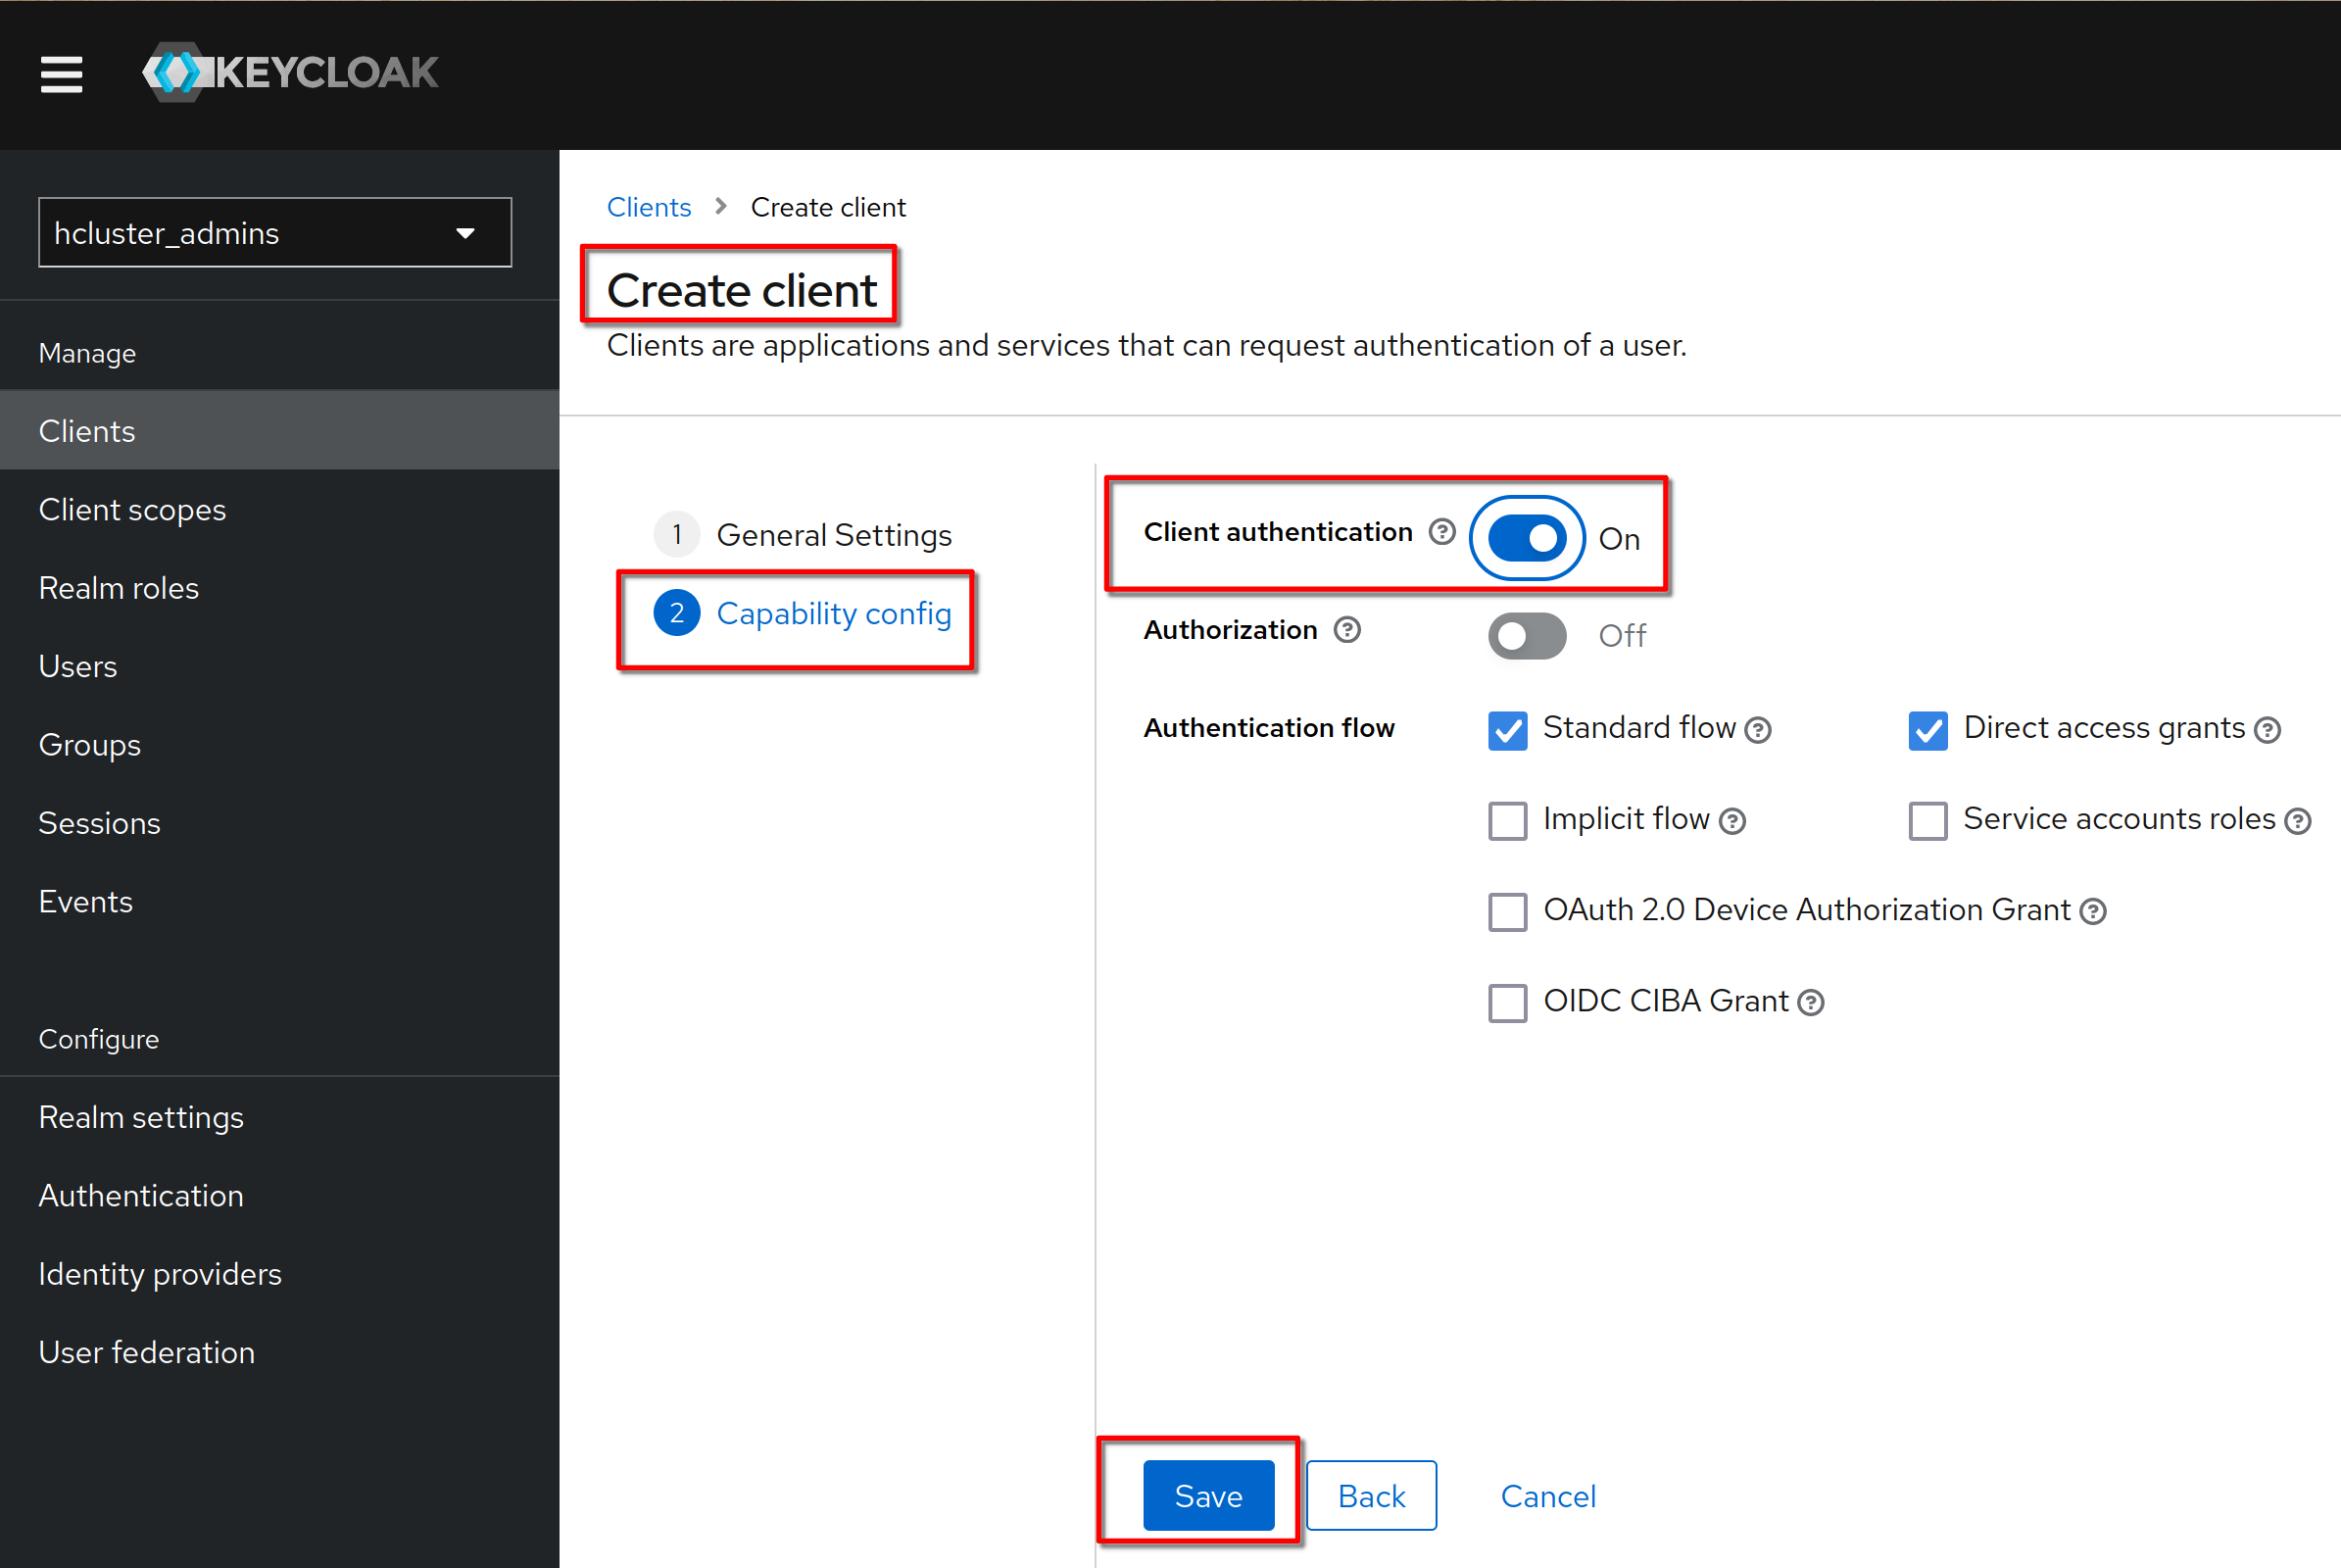 KEYCLOAK
hcluster_admins
Manage
Clients
Client scopes
Realm roles
Users
Groups
Sessions
Events
Configure
Realm settings
Authentication
Identity providers
User federation
Clients > Create client
Create client
Clients are applications and services that can request authentication of a user.
1 General Settings
2 Capability config
Client authentication ? On
Authorization ? Off
Authentication flow
Standard flow ? Direct access grants ?
Implicit flow ? Service accounts roles ?
OAuth 2.0 Device Authorization Grant ?
OIDC CIBA Grant ?
Save Back Cancel